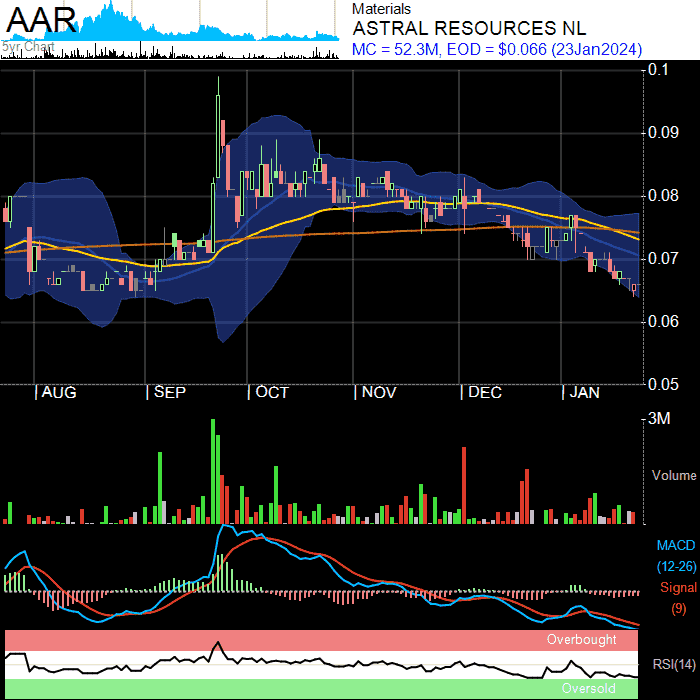 AAR
5yr Chart
Materials
ASTRAL RESOURCES NL
MC = 52.3M, EOD = $0.066 (23Jan2024)
0.1
0.09
0.08
0.07
0.06
0.05
| AUG | SEP | OCT | NOV | DEC | JAN
3M
Volume
MACD
(12-26)
Signal
(9)
Overbought
RSI(14)
Oversold